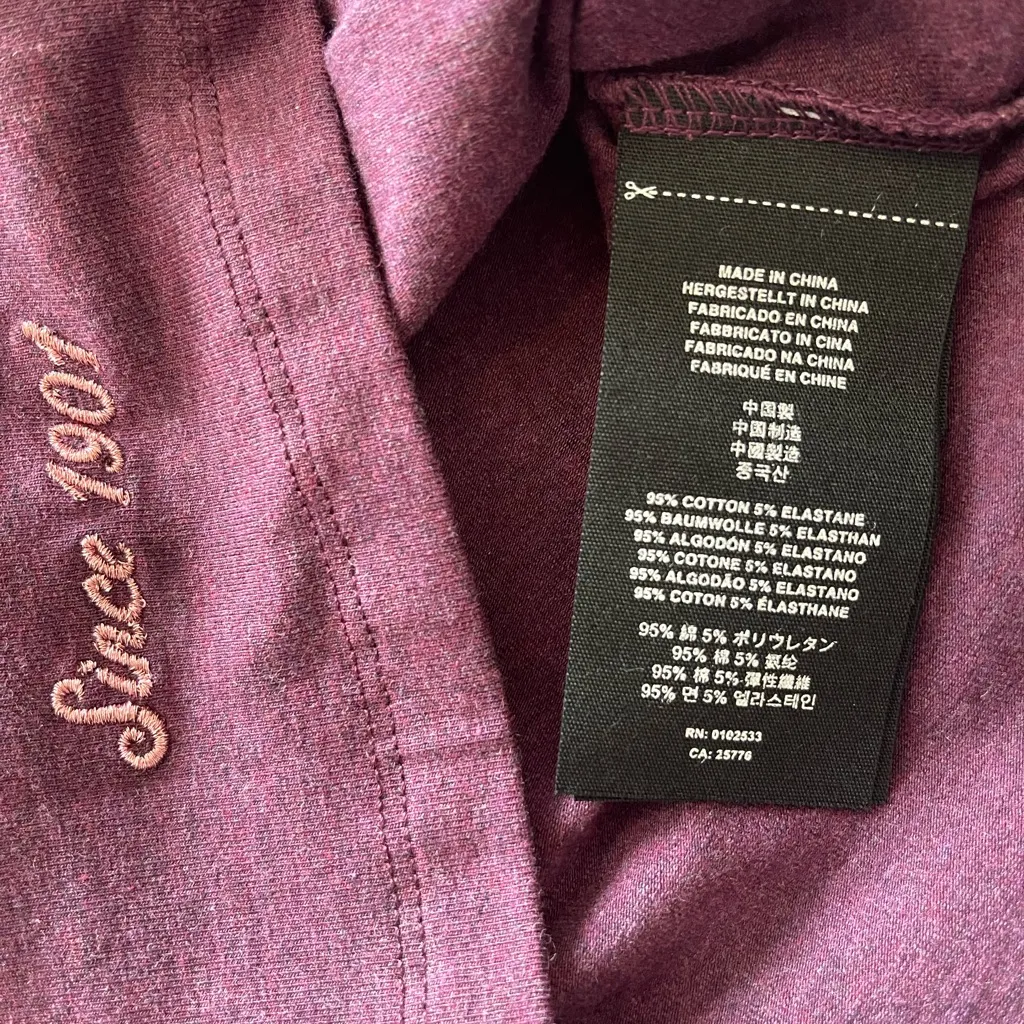 Since 1901
MADE IN CHINA
HERGESTELLT IN CHINA
FABRICADO EN CHINA
FABBRICATO IN CINA
FABRICADO NA CHINA
FABRIQUÉ EN CHINE
中国製
中国制造
中國製造
중국산
95% COTTON 5% ELASTANE
95% BAUMWOLLE 5% ELASTHAN
95% ALGODÓN 5% ELASTANO
95% COTONE 5% ELASTANO
95% ALGODÃO 5% ELASTANO
95% COTON 5% ÉLASTHANE
95% 綿 5% ポリウレタン
95% 棉 5% 氨纶
95% 棉 5% 彈性纖維
95% 면 5% 엘라스테인
RN: 0102533
CA: 25776